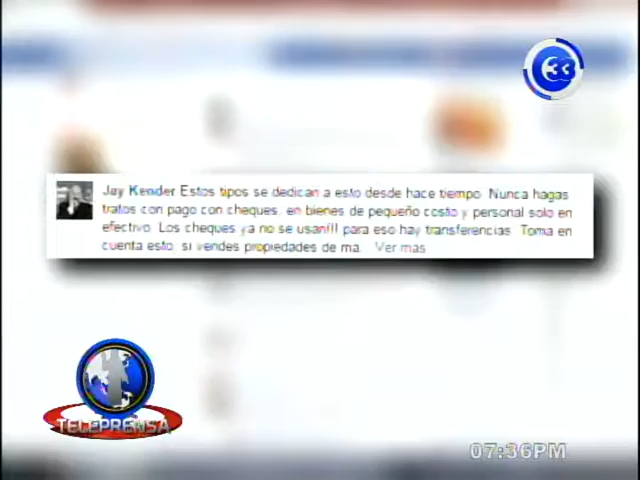 33
Jay Kender Estos tipos se dedican a esto desde hace tiempo. Nunca hagas
tratos con pago con cheques, en bienes de pequeño costo y personal solo en
efectivo. Los cheques ya no se usan!!! para eso hay transferencias. Toma en
cuenta esto, si vendes propiedades de ma... Ver mas
TELEPRENSA
07:36PM